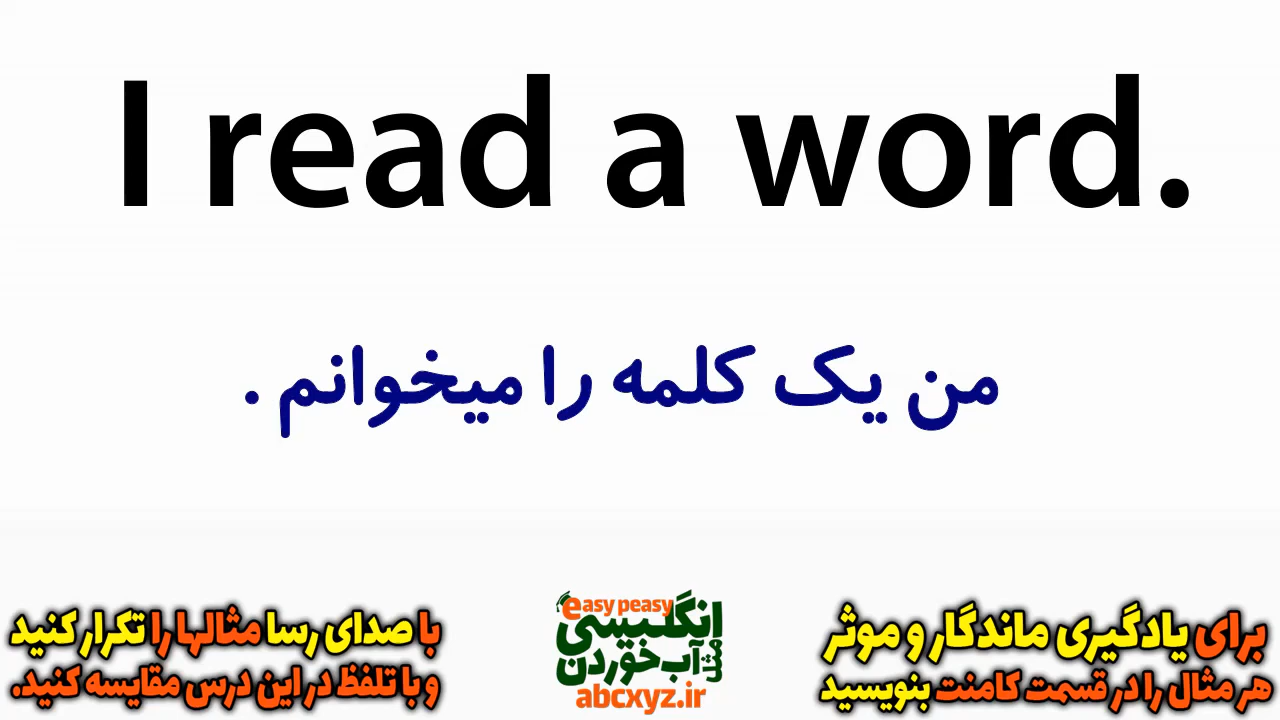 I read a word.
من یک کلمه را میخوانم .
برای یادگیری ماندگار و موثر
هر مثال را در قسمت کامنت بنویسید
easy peasy
انگلیسی
مثل آب خوردن
abcxyz.ir
با صدای رسا مثالها را تکرار کنید
و با تلفظ در این درس مقایسه کنید.